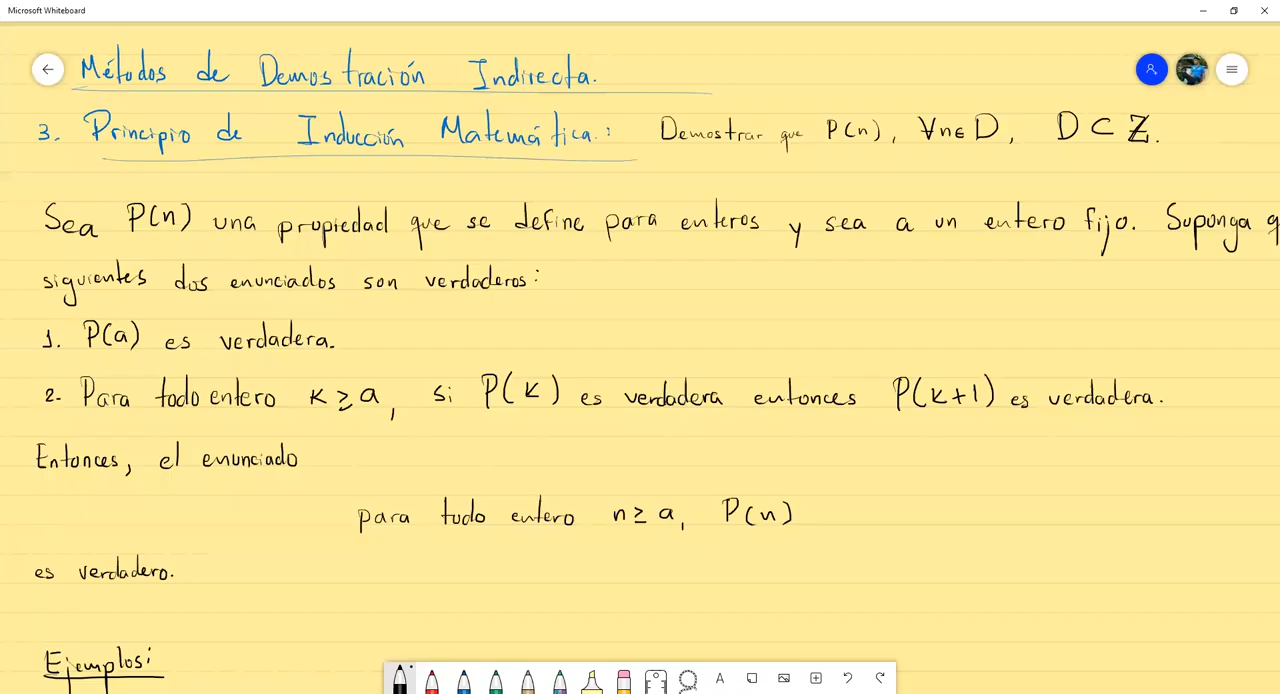 Microsoft Whiteboard
Métodos de Demostración Indirecta.
3. Principio de Inducción Matemática.: Demostrar que P(n), ∀n∈D, D⊂ℤ.
Sea P(n) una propiedad que se define para enteros y sea a un entero fijo. Suponga q
siguientes dos enunciados son verdaderos:
1. P(a) es verdadera.
2- Para todo entero k≥a, si P(k) es verdadera entonces P(k+1) es verdadera.
Entonces, el enunciado
para todo entero n≥a, P(n)
es verdadero.
Ejemplos:
A